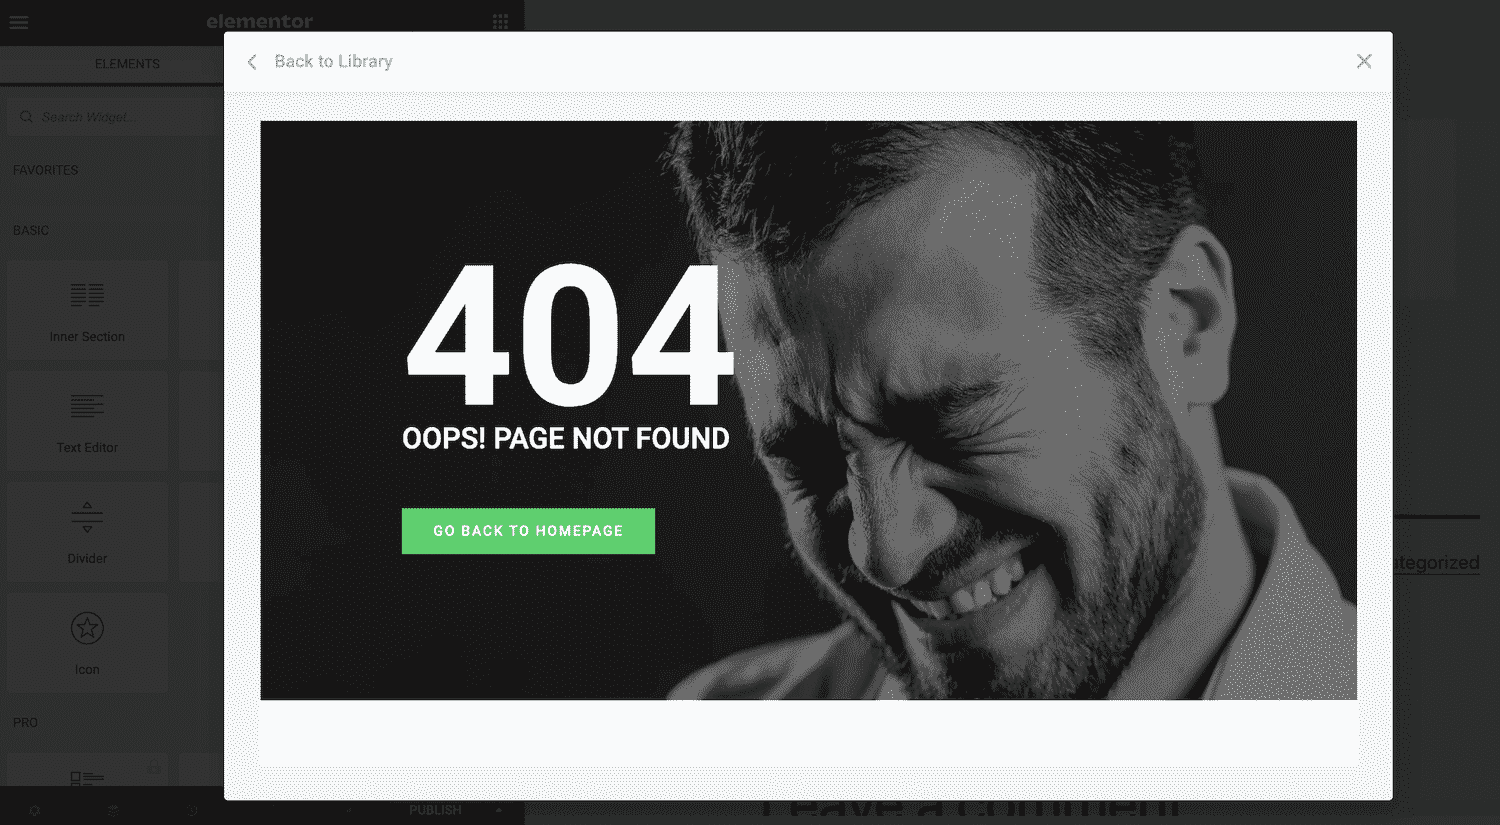 elementor
ELEMENTS
Search Widget...
FAVORITES
BASIC
Inner Section
Text Editor
Divider
Icon
PRO
PUBLISH
Back to Library
404
OOPS! PAGE NOT FOUND
GO BACK TO HOMEPAGE
tegorized
Leave a comment